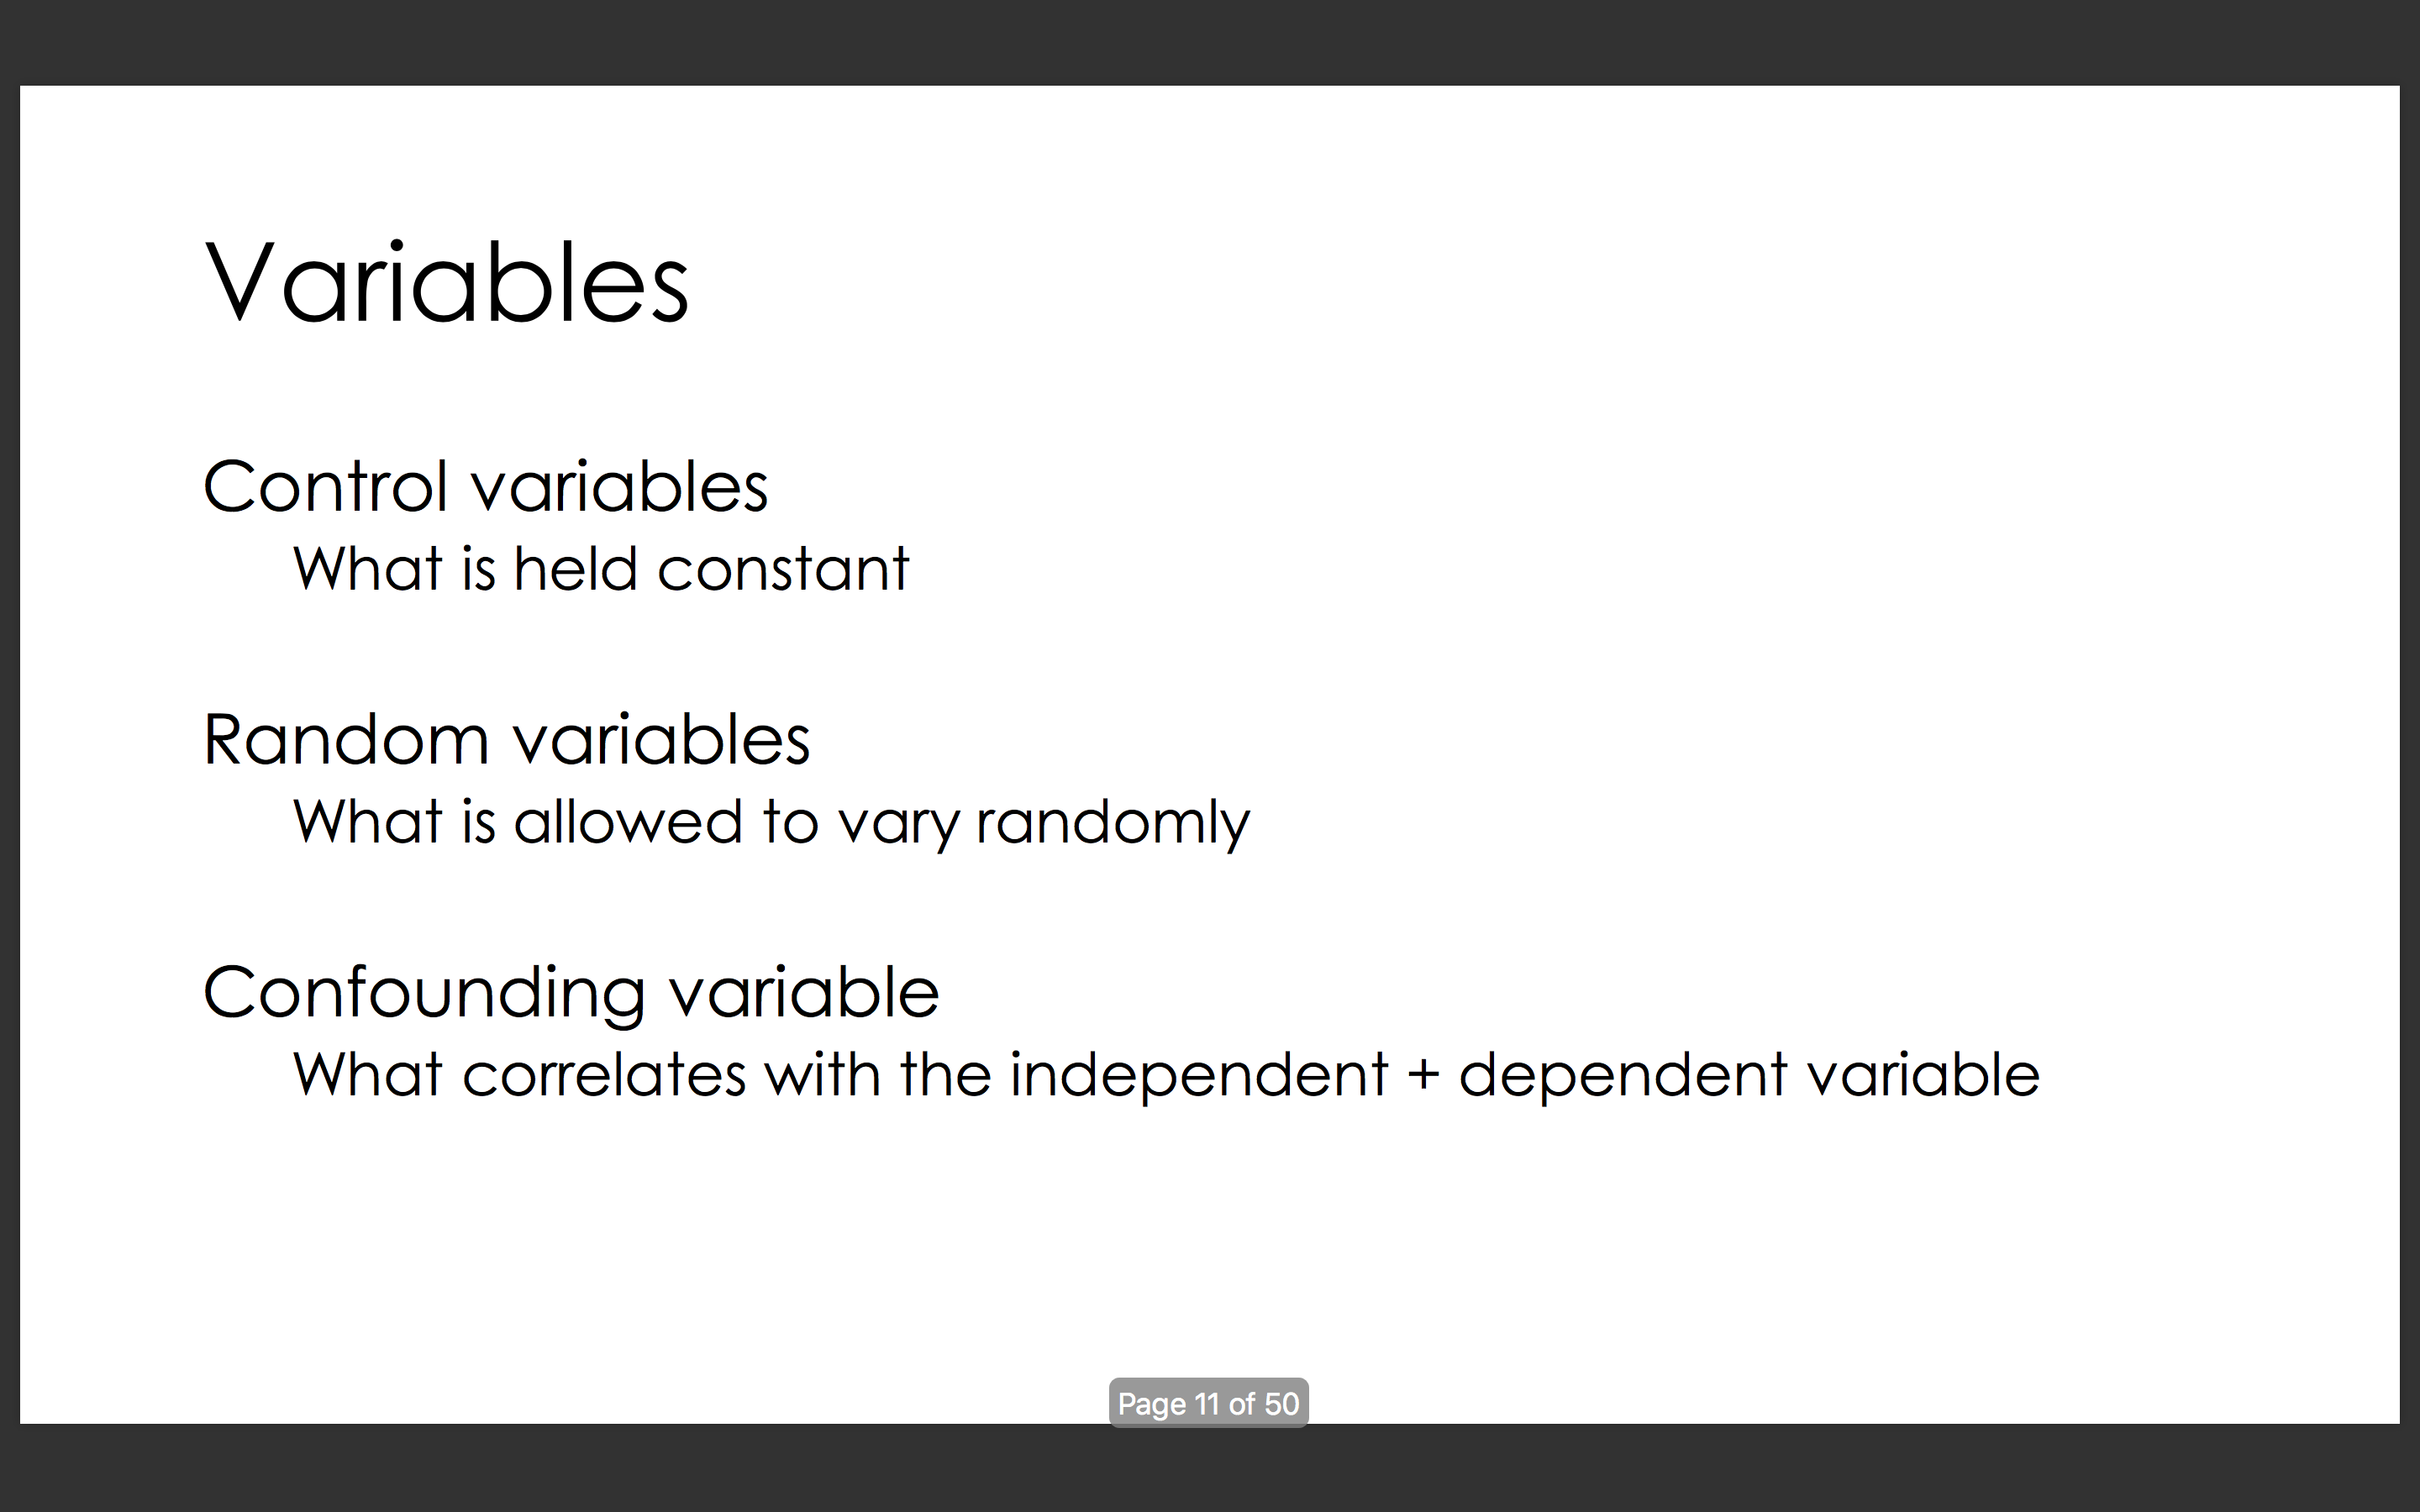 Variables
Control variables
What is held constant
Random variables
What is allowed to vary randomly
Confounding variable
What correlates with the independent + dependent variable
Page 11 of 50